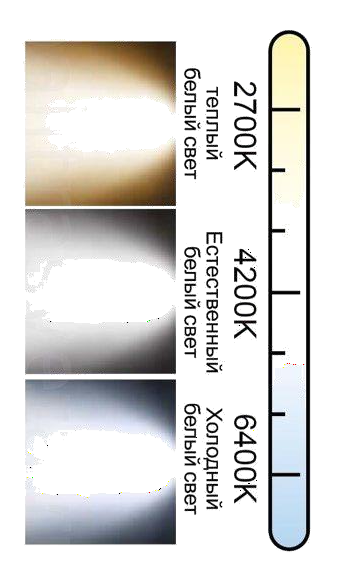 2700K
теплый
белый свет
4200K
Естественный
белый свет
6400K
Холодный
белый свет